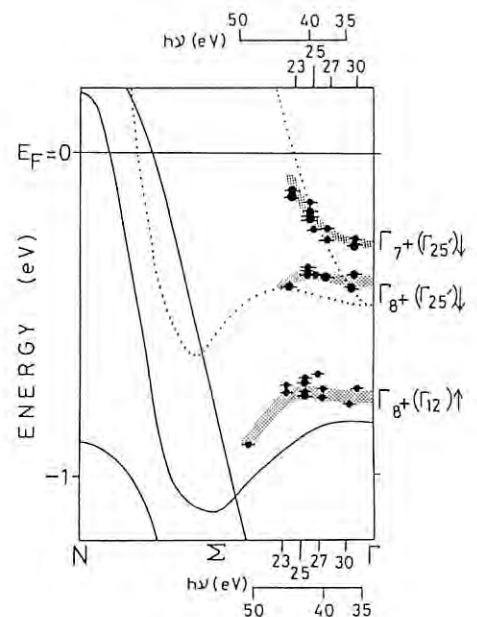 50 40 35
hν (eV)
25
23 27 30
E_F=0
Γ7+(Γ25′)↓
Γ8+(Γ25′)↓
Γ8+(Γ12)↑
ENERGY (eV)
-1
N Σ Γ
23 27 30
25
hν (eV)
50 40 35